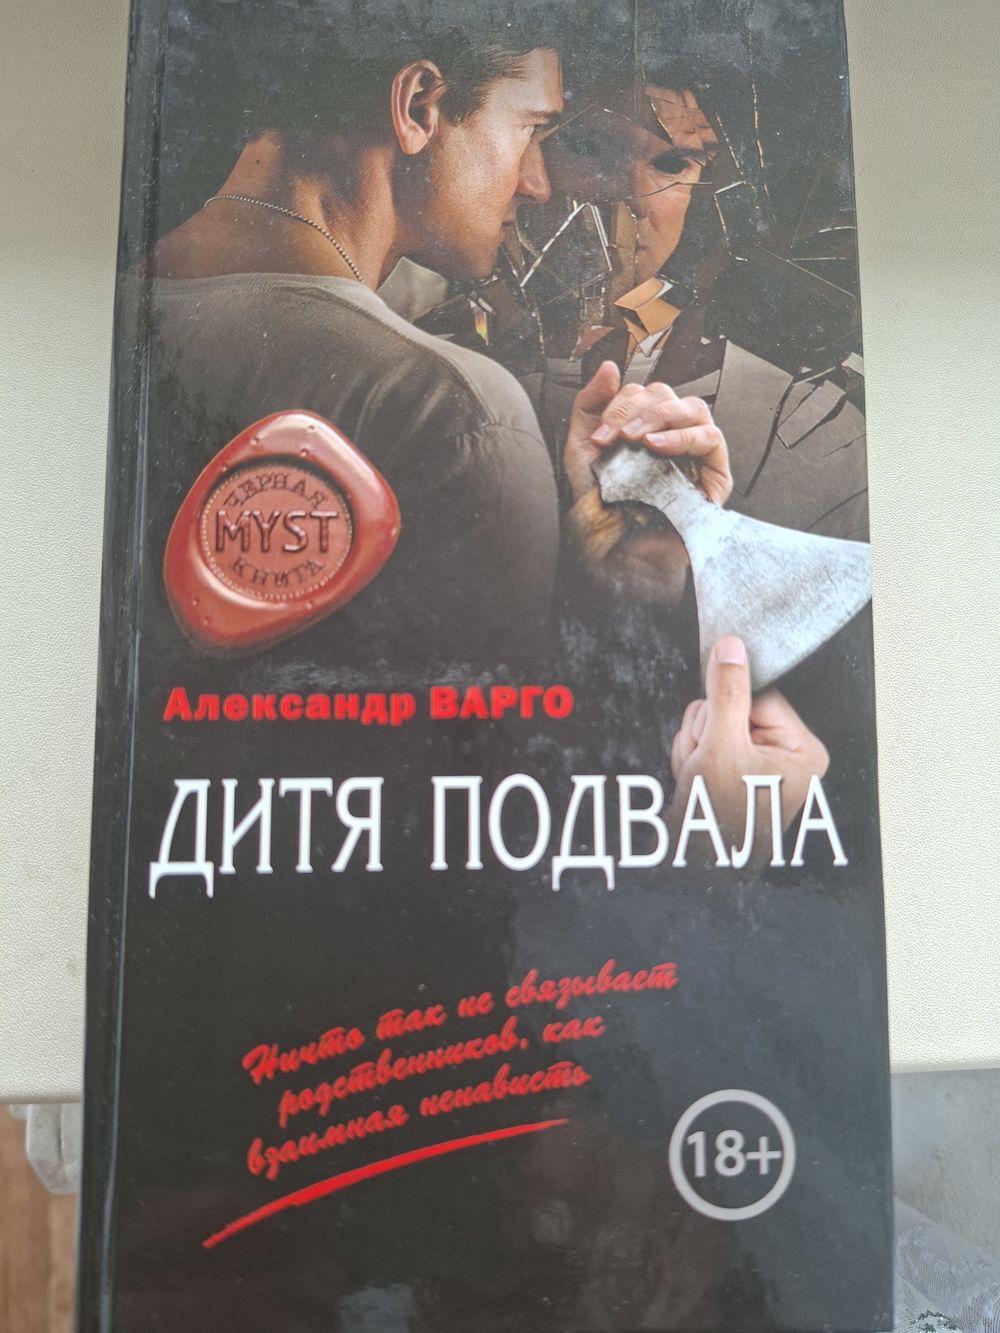 ЧЕРНАЯ
MYST
КНИГА
Александр ВАРГО
ДИТЯ ПОДВАЛА
Ничто так не связывает
родственников, как
взаимная ненависть
18+